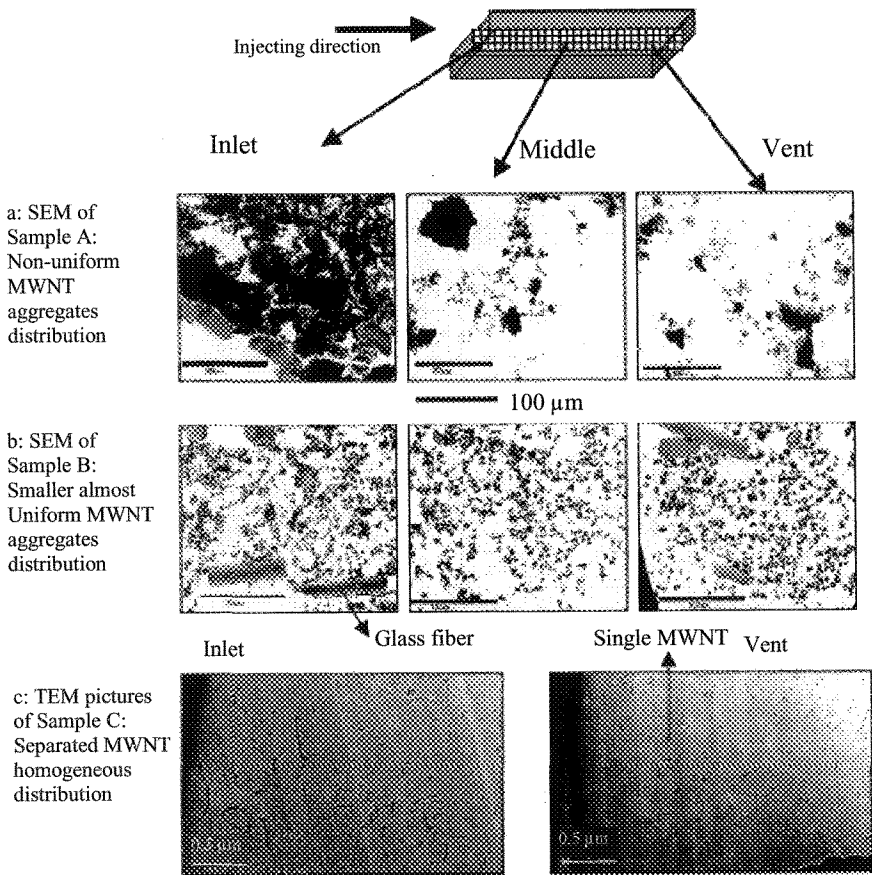 Injecting direction
Inlet
Middle
Vent
a: SEM of
Sample A:
Non-uniform
MWNT
aggregates
distribution
100 µm
b: SEM of
Sample B:
Smaller almost
Uniform MWNT
aggregates
distribution
Glass fiber
Inlet
Single MWNT
Vent
c: TEM pictures
of Sample C:
Separated MWNT
homogeneous
distribution
0.5 µm